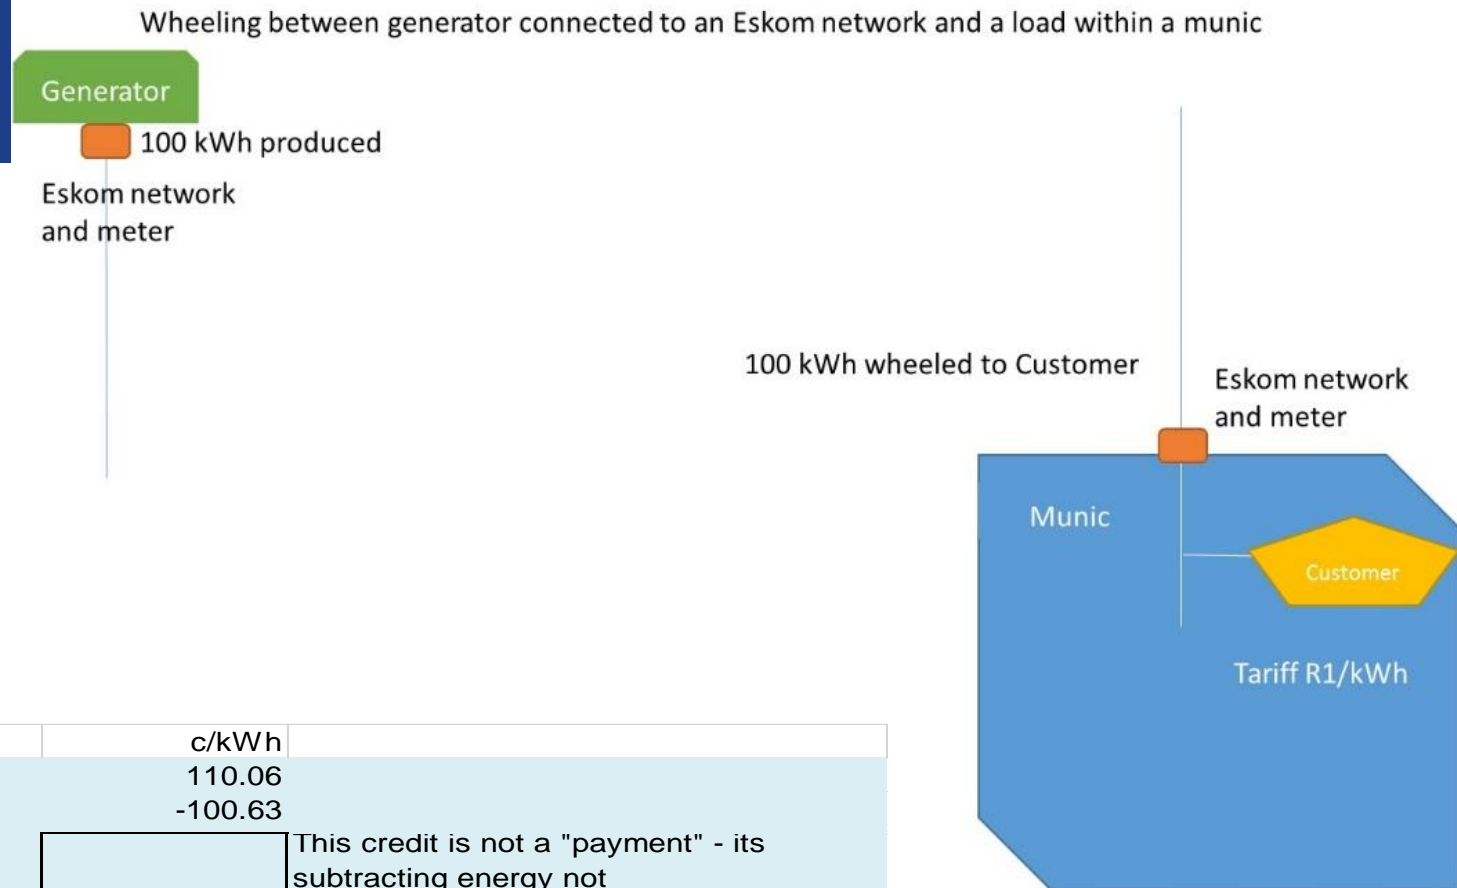 Wheeling between generator connected to an Eskom network and a load within a munic
Generator
100 kWh produced
Eskom network
and meter
100 kWh wheeled to Customer
Eskom network
and meter
Munic
Customer
Tariff R1/kWh
c/kWh
110.06
-100.63
This credit is not a "payment" - its
subtracting energy not